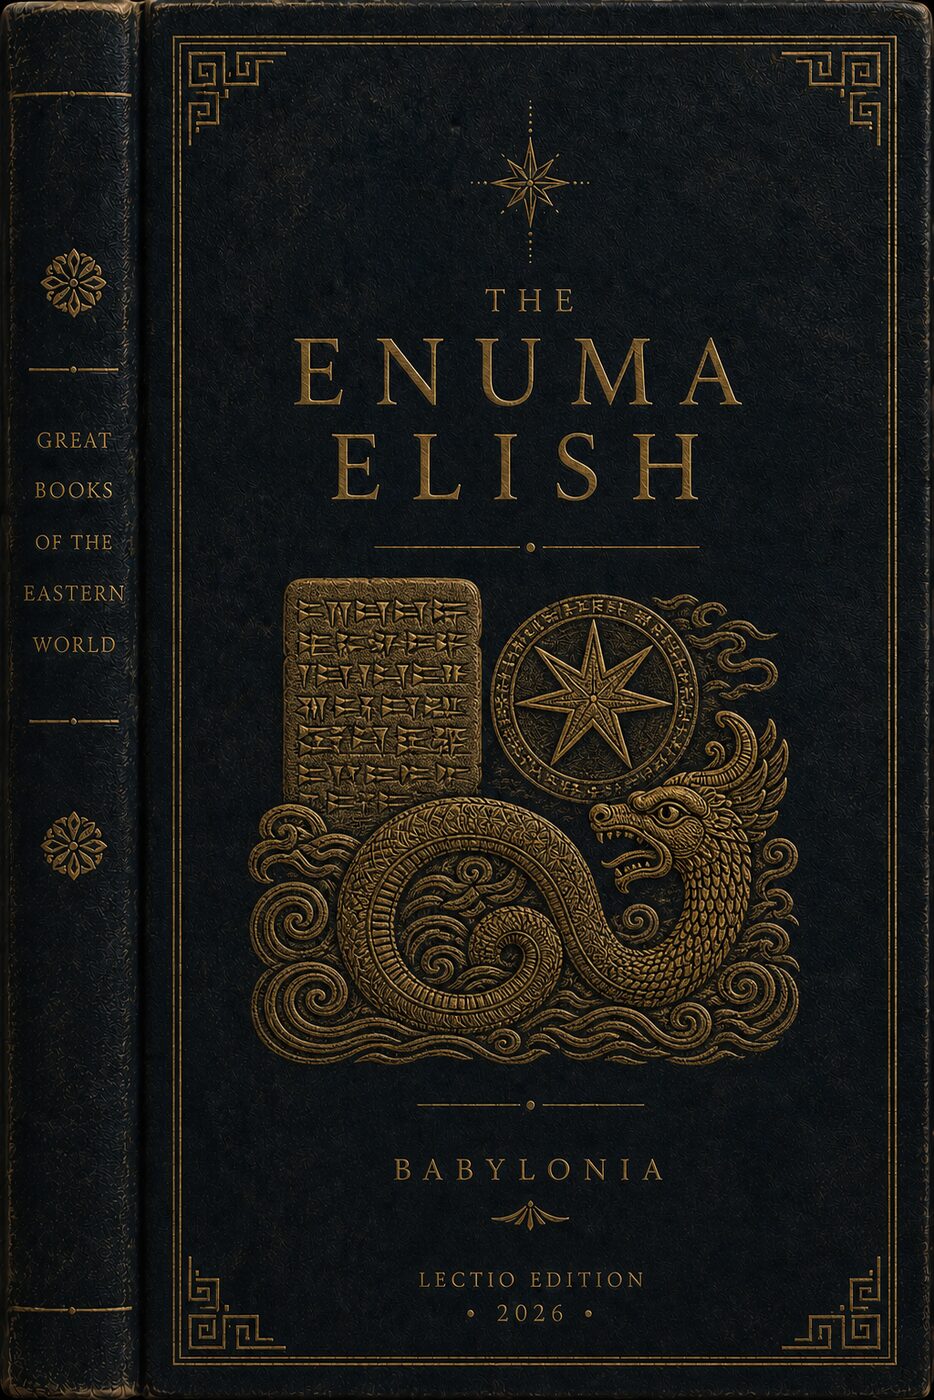 GREAT
BOOKS
OF THE
EASTERN
WORLD
THE
ENUMA
ELISH
BABYLONIA
LECTIO EDITION
• 2026 •